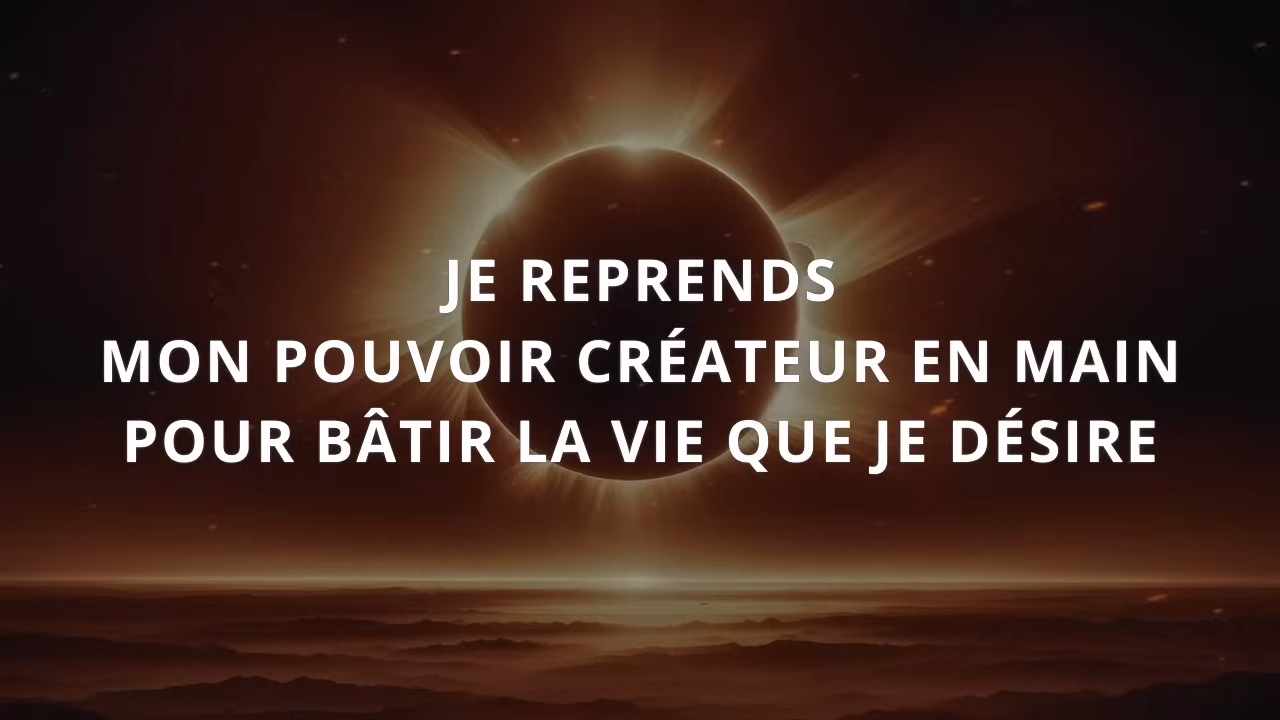 JE REPRENDS
MON POUVOIR CRÉATEUR EN MAIN
POUR BÂTIR LA VIE QUE JE DÉSIRE